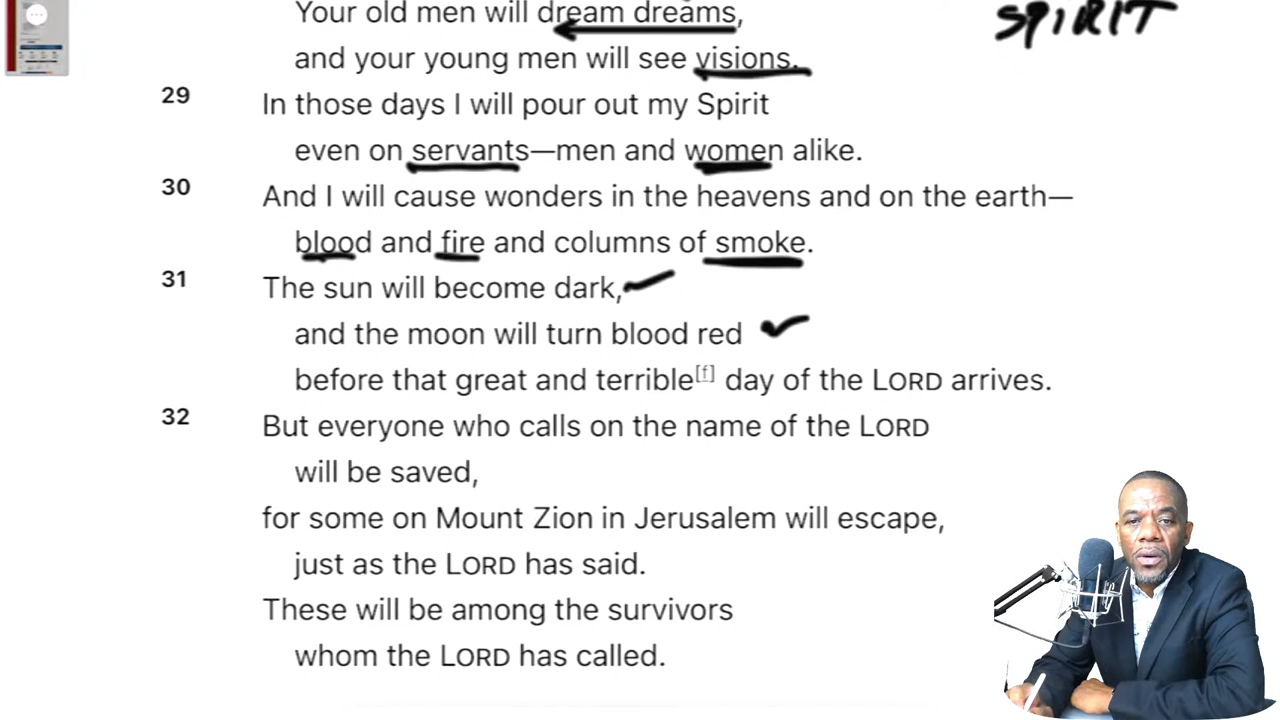 Your old men will dream dreams,
SPIRIT
and your young men will see visions.
29 In those days I will pour out my Spirit
even on servants—men and women alike.
30 And I will cause wonders in the heavens and on the earth—
blood and fire and columns of smoke.
31 The sun will become dark,
and the moon will turn blood red
before that great and terrible[f] day of the LORD arrives.
32 But everyone who calls on the name of the LORD
will be saved,
for some on Mount Zion in Jerusalem will escape,
just as the LORD has said.
These will be among the survivors
whom the LORD has called.